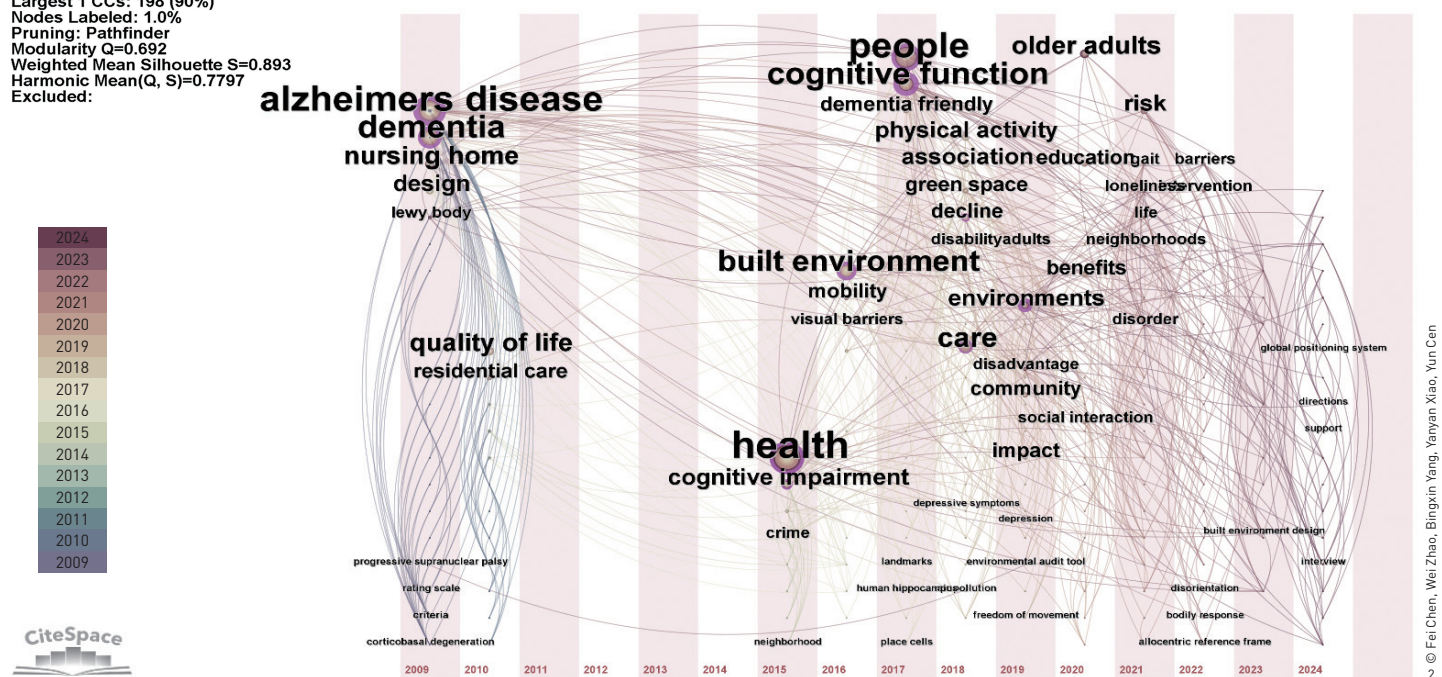 Largest 1 CCs: 198 (90%)
Nodes Labeled: 1.0%
Pruning: Pathfinder
Modularity Q=0.692
Weighted Mean Silhouette S=0.893
Harmonic Mean(Q, S)=0.7797
Excluded:
people
older adults
cognitive function
alzheimers disease
dementia friendly
risk
dementia
physical activity
nursing home
association
education
gait
barriers
design
green space
loneliness
intervention
lewy body
decline
life
disability
adults
neighborhoods
built environment
benefits
mobility
environments
visual barriers
disorder
quality of life
care
global positioning system
residential care
disadvantage
community
directions
social interaction
support
health
impact
cognitive impairment
depressive symptoms
depression
crime
built environment design
progressive supranuclear palsy
landmarks
environmental audit tool
interview
rating scale
human hippocampus
disorientation
criteria
freedom of movement
bodily response
corticobasal degeneration
neighborhood
place cells
allocentric reference frame
2024
2023
2022
2021
2020
2019
2018
2017
2016
2015
2014
2013
2012
2011
2010
2009
CiteSpace
2009 2010 2011 2012 2013 2014 2015 2016 2017 2018 2019 2020 2021 2022 2023 2024
© Fei Chen, Wei Zhao, Bingxin Yang, Yanyan Xiao, Yun Cen